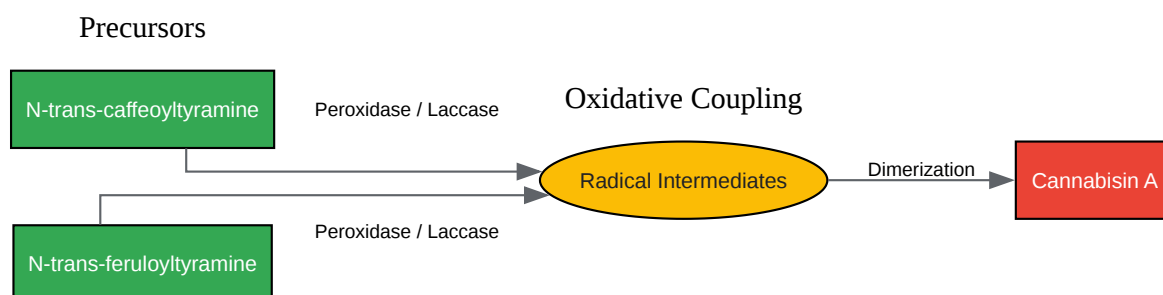 Precursors
N-trans-caffeoyltyramine
Peroxidase / Laccase
Oxidative Coupling
Radical Intermediates
Dimerization
Cannabisin A
Peroxidase / Laccase
N-trans-feruloyltyramine